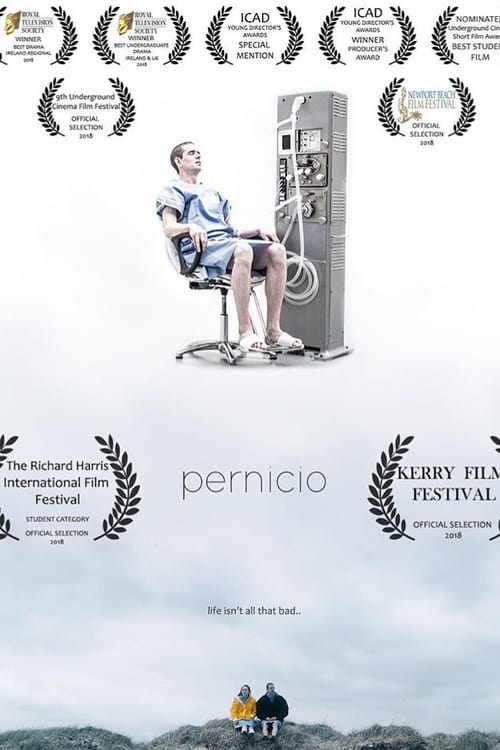 ROYAL
TELEVISION
SOCIETY
WINNER
BEST DRAMA
IRELAND REGIONAL
2018
ROYAL
TELEVISION
SOCIETY
WINNER
BEST UNDERGRADUATE
DRAMA
IRELAND & UK
ICAD
YOUNG DIRECTOR'S
AWARDS
SPECIAL
MENTION
ICAD
YOUNG DIRECTOR'S
AWARDS
WINNER
PRODUCER'S
AWARD
NOMINATED
Underground Cinema
Short Film Awards
BEST STUDENT
FILM
9th Underground
Cinema Film Festival
OFFICIAL
SELECTION
2018
NEWPORT BEACH
FILM FESTIVAL
OFFICIAL
SELECTION
2018
The Richard Harris
International Film
Festival
STUDENT CATEGORY
OFFICIAL SELECTION
2018
pernicio
KERRY FILM
FESTIVAL
OFFICIAL SELECTION
2018
life isn't all that bad..